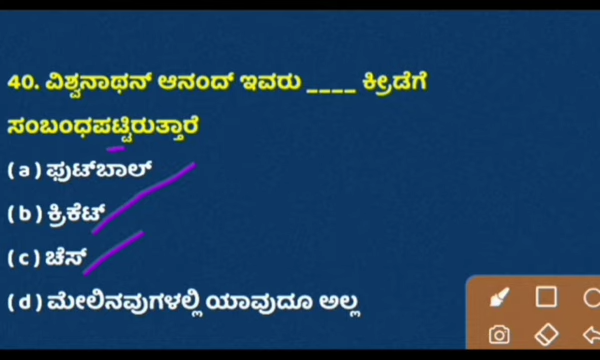 40. ವಿಶ್ವನಾಥನ್ ಆನಂದ್ ಇವರು ____ ಕ್ರೀಡೆಗೆ
ಸಂಬಂಧಪಟ್ಟಿರುತ್ತಾರೆ
(a) ಫುಟ್‌ಬಾಲ್
(b) ಕ್ರಿಕೆಟ್
(c) ಚೆಸ್
(d) ಮೇಲಿನವುಗಳಲ್ಲಿ ಯಾವುದೂ ಅಲ್ಲ